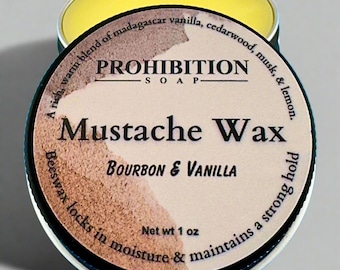 A rich, warm blend of madagascar vanilla, cedarwood, musk, & lemon.
PROHIBITION
SOAP
Mustache Wax
BOURBON & VANILLA
Net wt 1 oz
Beeswax locks in moisture & maintains a strong hold